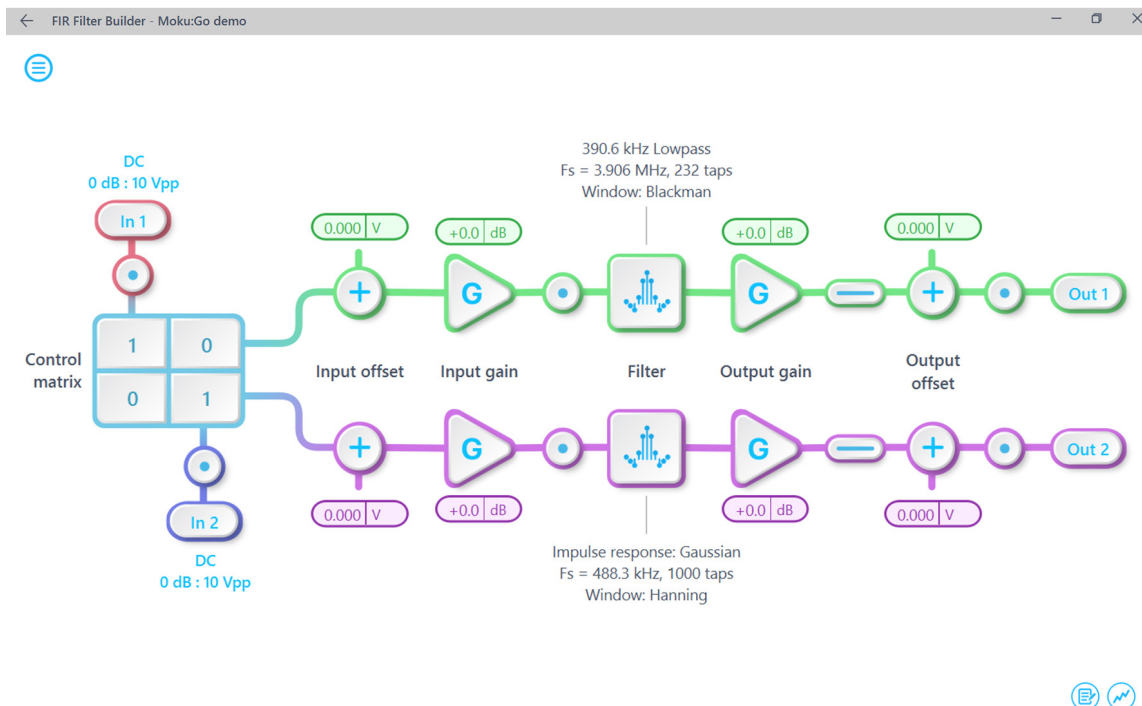 FIR Filter Builder - Moku:Go demo
390.6 kHz Lowpass
Fs = 3.906 MHz, 232 taps
Window: Blackman
DC
0 dB : 10 Vpp
In 1
0.000 V
+0.0 dB
+0.0 dB
0.000 V
G
G
Out 1
Control
matrix
1 0
0 1
Input offset
Input gain
Filter
Output gain
Output
offset
G
G
Out 2
0.000 V
+0.0 dB
+0.0 dB
0.000 V
In 2
DC
0 dB : 10 Vpp
Impulse response: Gaussian
Fs = 488.3 kHz, 1000 taps
Window: Hanning